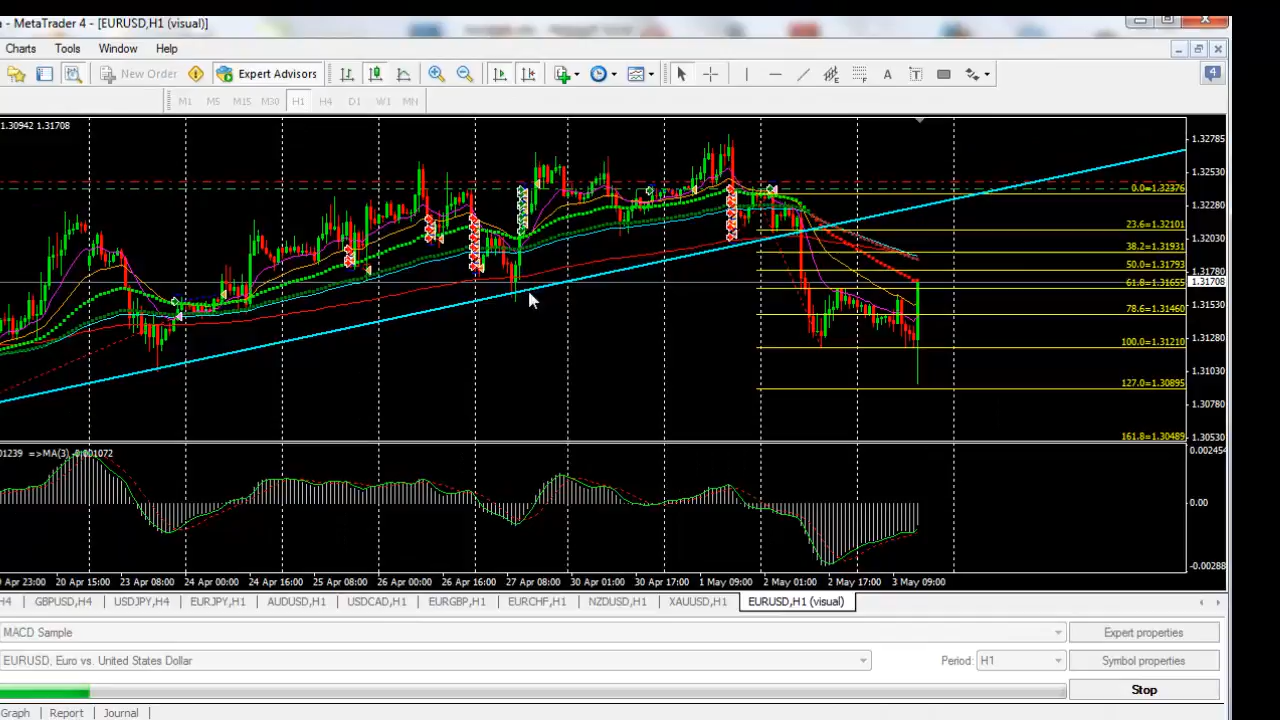 a - MetaTrader 4 - [EURUSD,H1 (visual)]
Charts Tools Window Help
New Order Expert Advisors A T 4
M1 M5 M15 M30 H1 H4 D1 W1 MN
1.30942 1.31708
1.32785
1.32530
0.0=1.32376
1.32280
23.6=1.32101
1.32030
38.2=1.31931
50.0=1.31793
1.31780
61.8=1.31655 1.31708
78.6=1.31460 1.31530
100.0=1.31210 1.31280
1.31030
127.0=1.30895
1.30780
161.8=1.30489 1.30530
01239 =>MA(3) -0.001072 0.002454
0.00
-0.00288
Apr 23:00 20 Apr 15:00 23 Apr 08:00 24 Apr 00:00 24 Apr 16:00 25 Apr 08:00 26 Apr 00:00 26 Apr 16:00 27 Apr 08:00 30 Apr 01:00 30 Apr 17:00 1 May 09:00 2 May 01:00 2 May 17:00 3 May 09:00
H4 GBPUSD,H4 USDJPY,H4 EURJPY,H1 AUDUSD,H1 USDCAD,H1 EURGBP,H1 EURCHF,H1 NZDUSD,H1 XAUUSD,H1 EURUSD,H1 (visual)
MACD Sample Expert properties
EURUSD, Euro vs. United States Dollar Period: H1 Symbol properties
Stop
Graph Report Journal